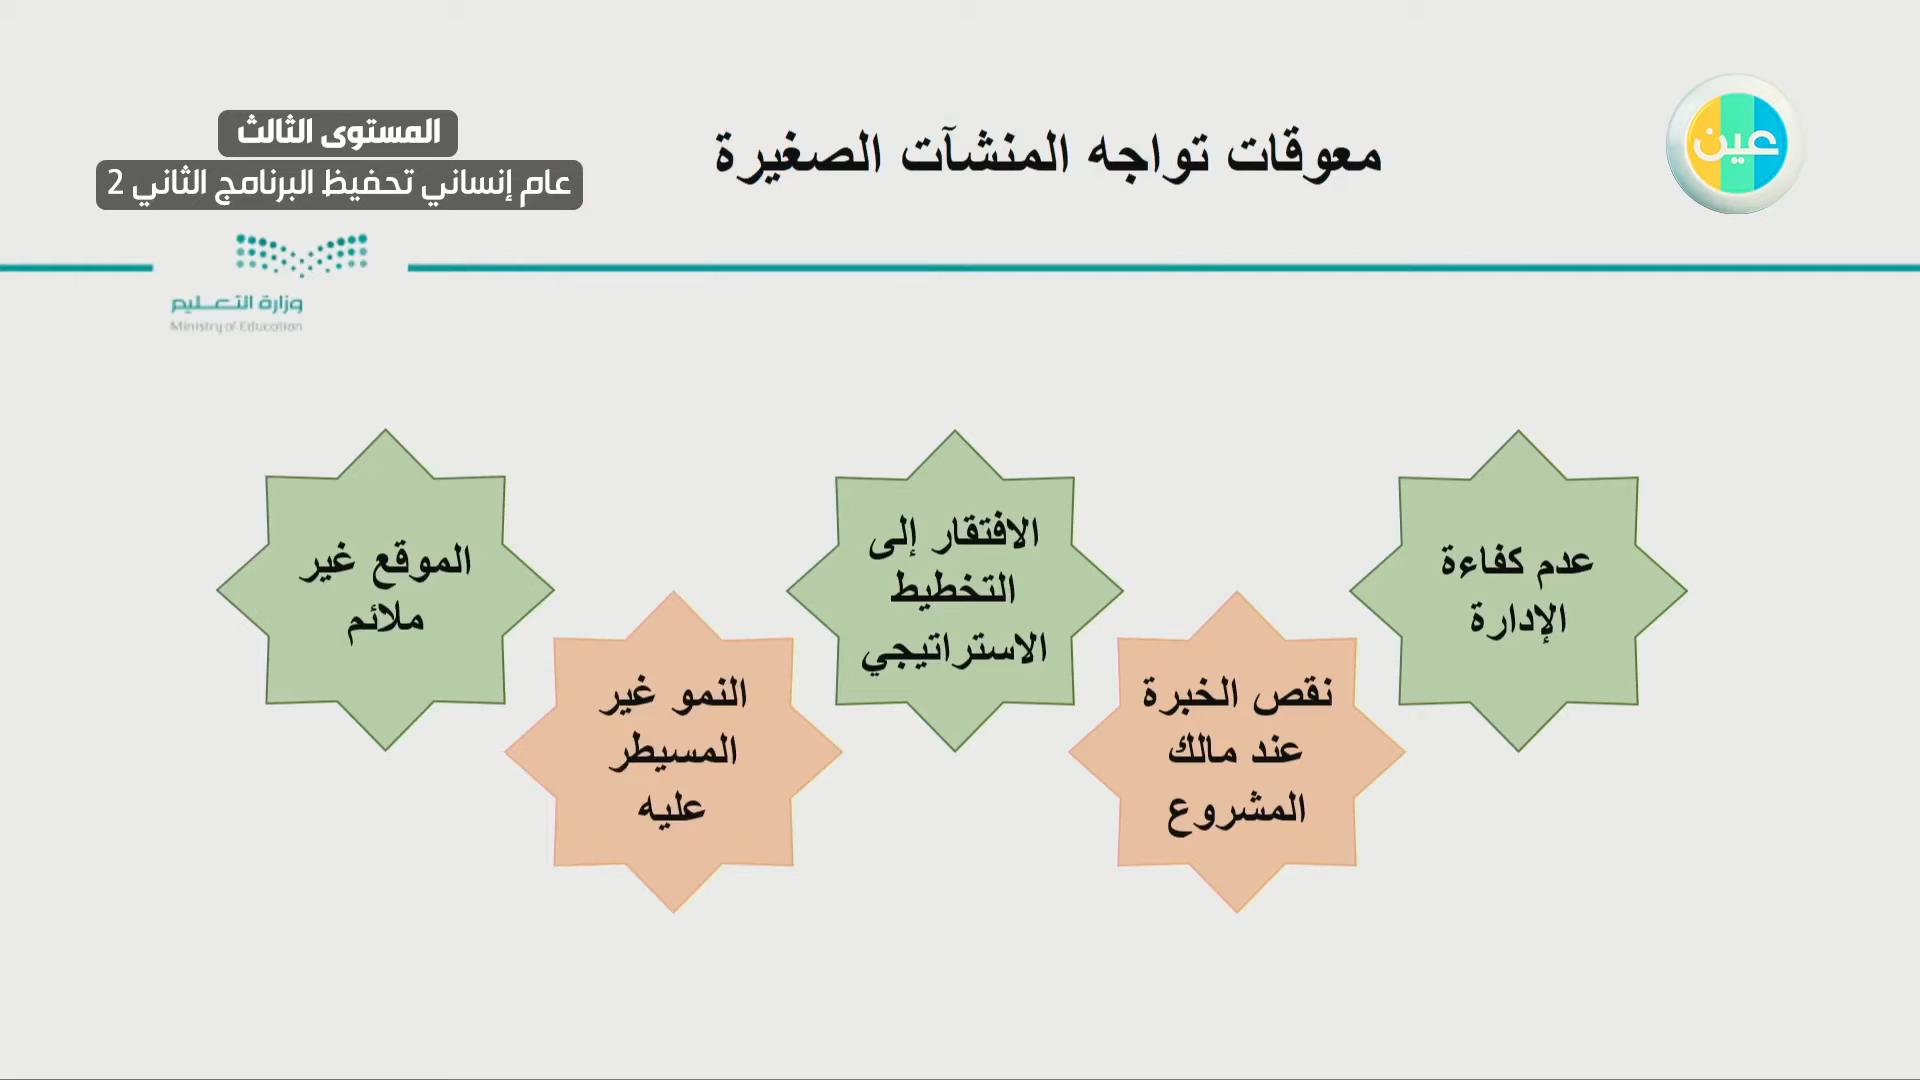 معوقات تواجه المنشآت الصغيرة
عين
المستوى الثالث
عام إنساني تحفيظ البرنامج الثاني 2
وزارة التعليم
Ministry of Education
عدم كفاءة
الإدارة
نقص الخبرة
عند مالك
المشروع
الافتقار إلى
التخطيط
الاستراتيجي
النمو غير
المسيطر
عليه
الموقع غير
ملائم